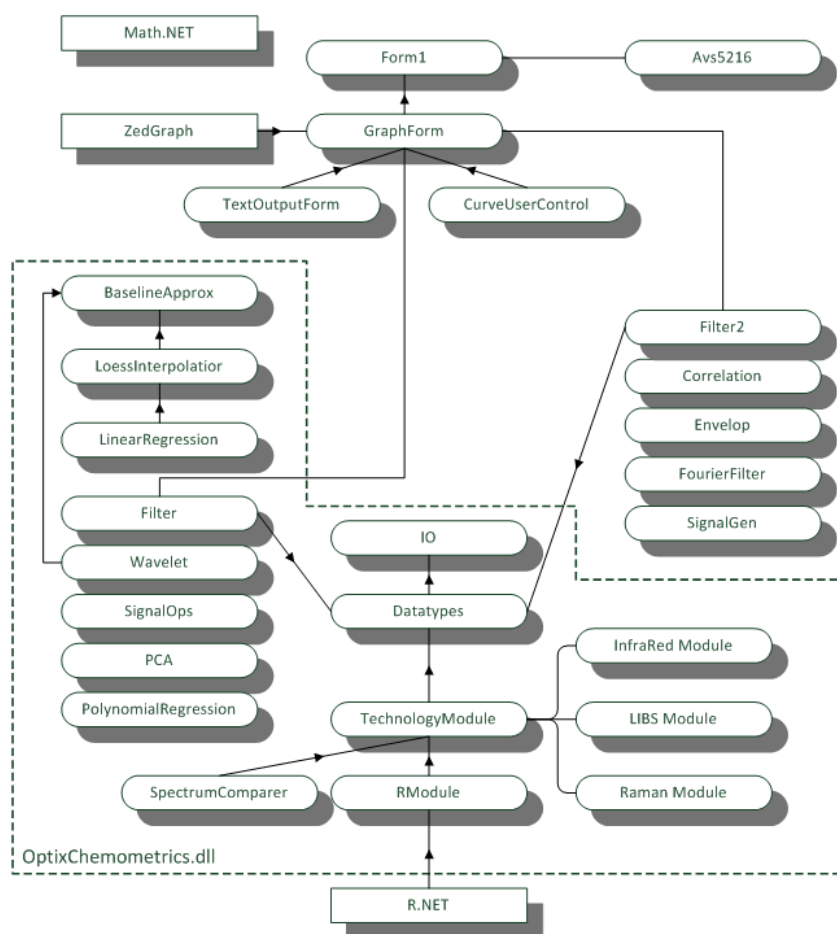 Math.NET
Form1
Avs5216
ZedGraph
GraphForm
TextOutputForm
CurveUserControl
BaselineApprox
Filter2
LoessInterpolatior
Correlation
LinearRegression
Envelop
FourierFilter
Filter
SignalGen
IO
Wavelet
SignalOps
Datatypes
InfraRed Module
PCA
PolynomialRegression
TechnologyModule
LIBS Module
SpectrumComparer
RModule
Raman Module
OptixChemometrics.dll
R.NET